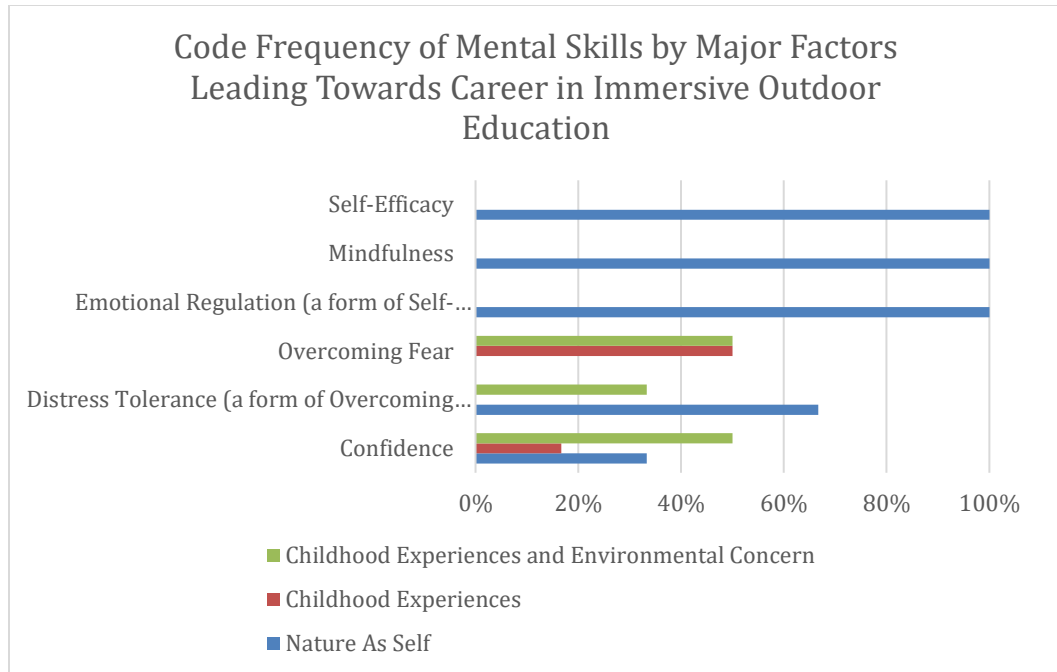 Code Frequency of Mental Skills by Major Factors
Leading Towards Career in Immersive Outdoor
Education
Self-Efficacy
Mindfulness
Emotional Regulation (a form of Self-…
Overcoming Fear
Distress Tolerance (a form of Overcoming…
Confidence
0% 20% 40% 60% 80% 100%
Childhood Experiences and Environmental Concern
Childhood Experiences
Nature As Self